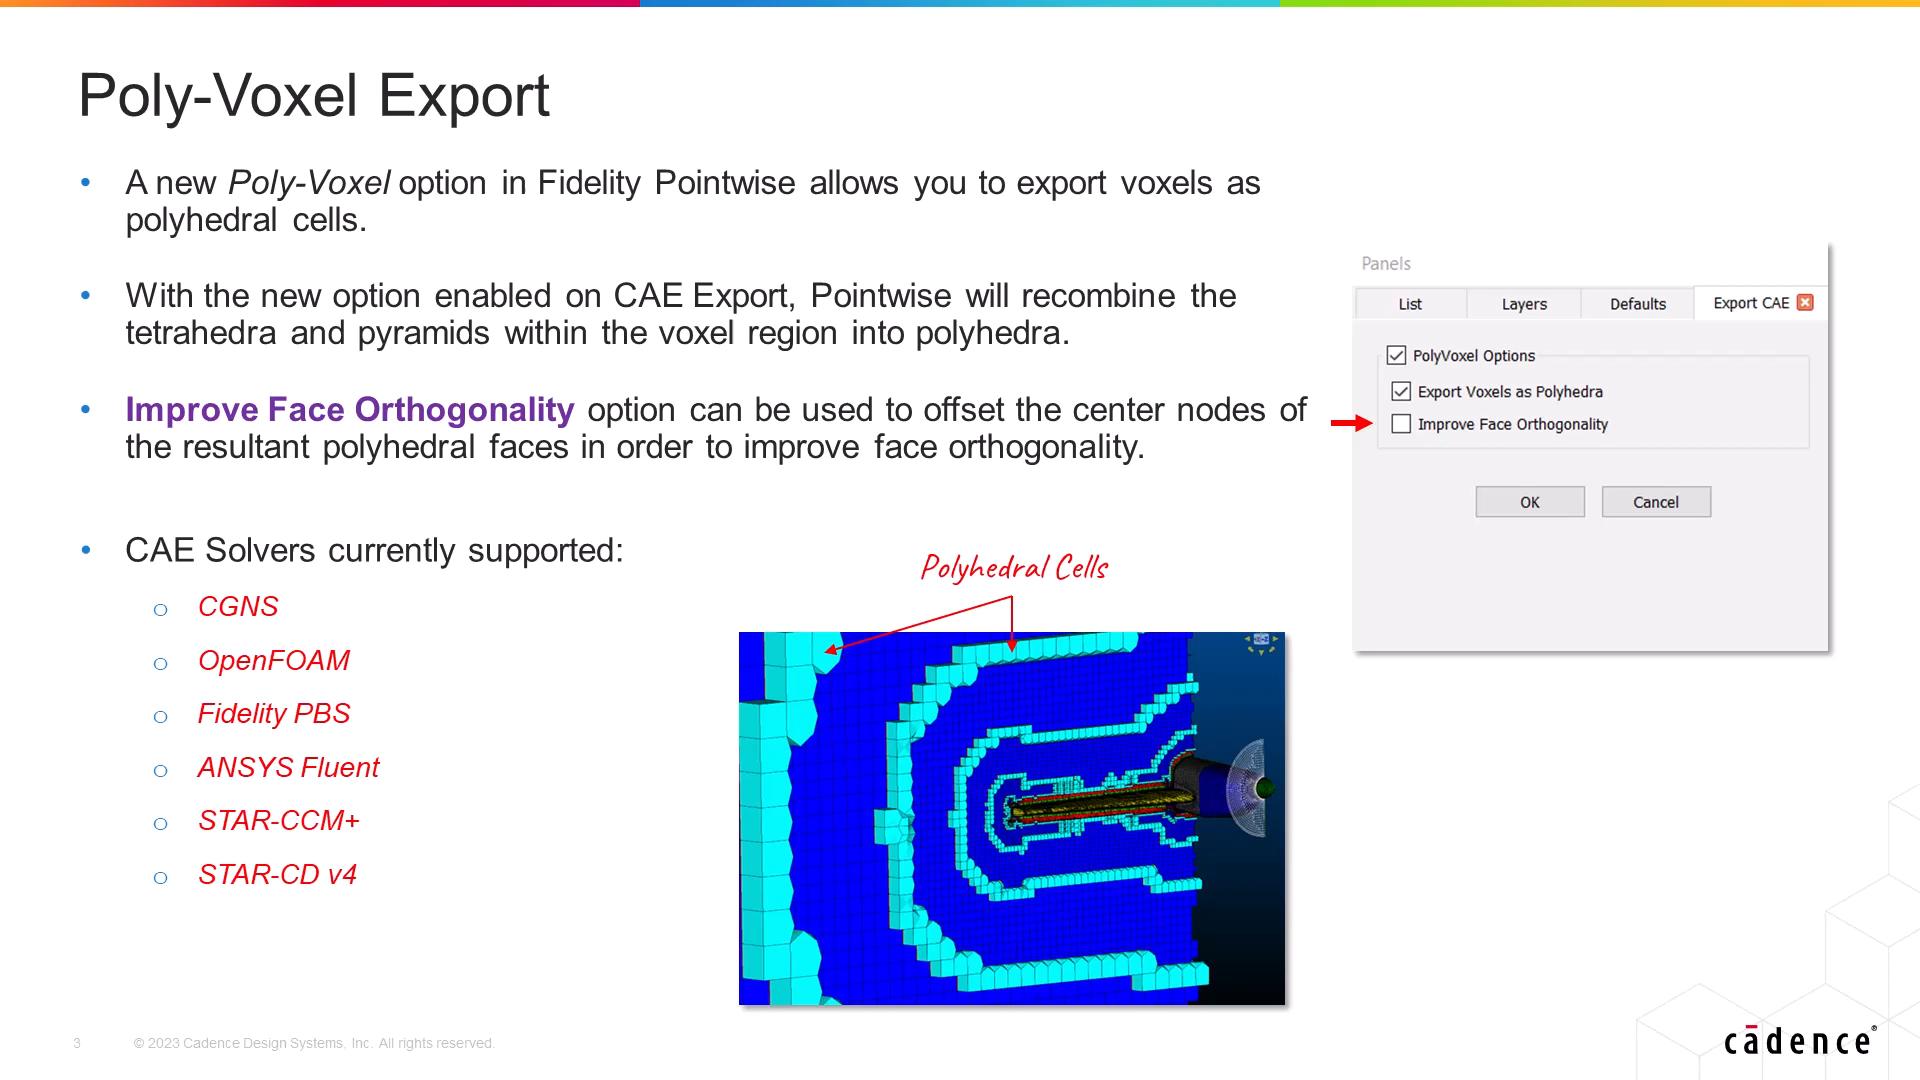 Poly-Voxel Export
• A new Poly-Voxel option in Fidelity Pointwise allows you to export voxels as
polyhedral cells.
• With the new option enabled on CAE Export, Pointwise will recombine the
tetrahedra and pyramids within the voxel region into polyhedra.
• Improve Face Orthogonality option can be used to offset the center nodes of
the resultant polyhedral faces in order to improve face orthogonality.
• CAE Solvers currently supported:
o CGNS
o OpenFOAM
o Fidelity PBS
o ANSYS Fluent
o STAR-CCM+
o STAR-CD v4
Polyhedral Cells
Panels
List Layers Defaults Export CAE
PolyVoxel Options
Export Voxels as Polyhedra
Improve Face Orthogonality
OK Cancel
3 © 2023 Cadence Design Systems, Inc. All rights reserved.
cādence®